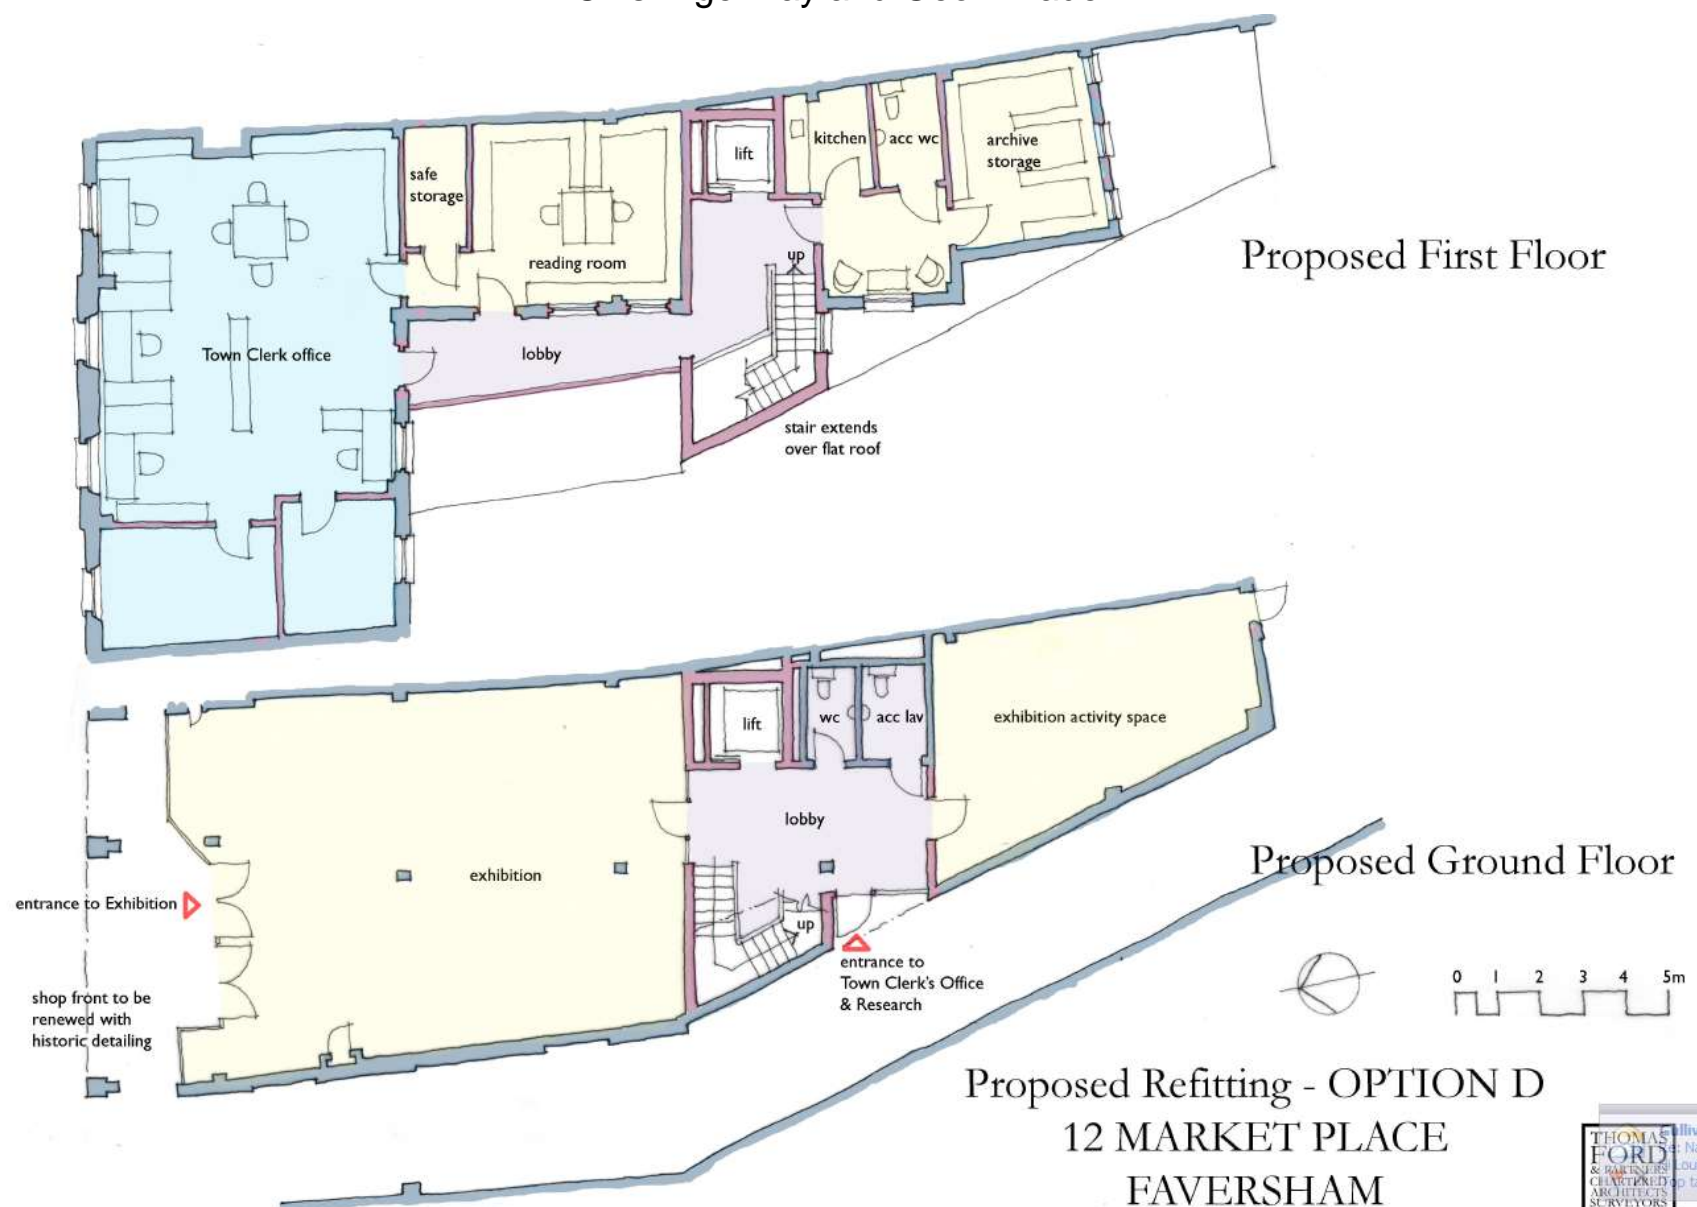 safe
storage
reading room
lift
kitchen
acc wc
archive
storage
up
Town Clerk office
lobby
stair extends
over flat roof
Proposed First Floor
lift
wc
acc lav
exhibition activity space
lobby
exhibition
entrance to Exhibition
up
entrance to
Town Clerk's Office
& Research
shop front to be
renewed with
historic detailing
Proposed Ground Floor
0 1 2 3 4 5m
Proposed Refitting - OPTION D
12 MARKET PLACE
FAVERSHAM
THOMAS
FORD
& PARTNERS
CHARTERED
ARCHITECTS
SURVEYORS